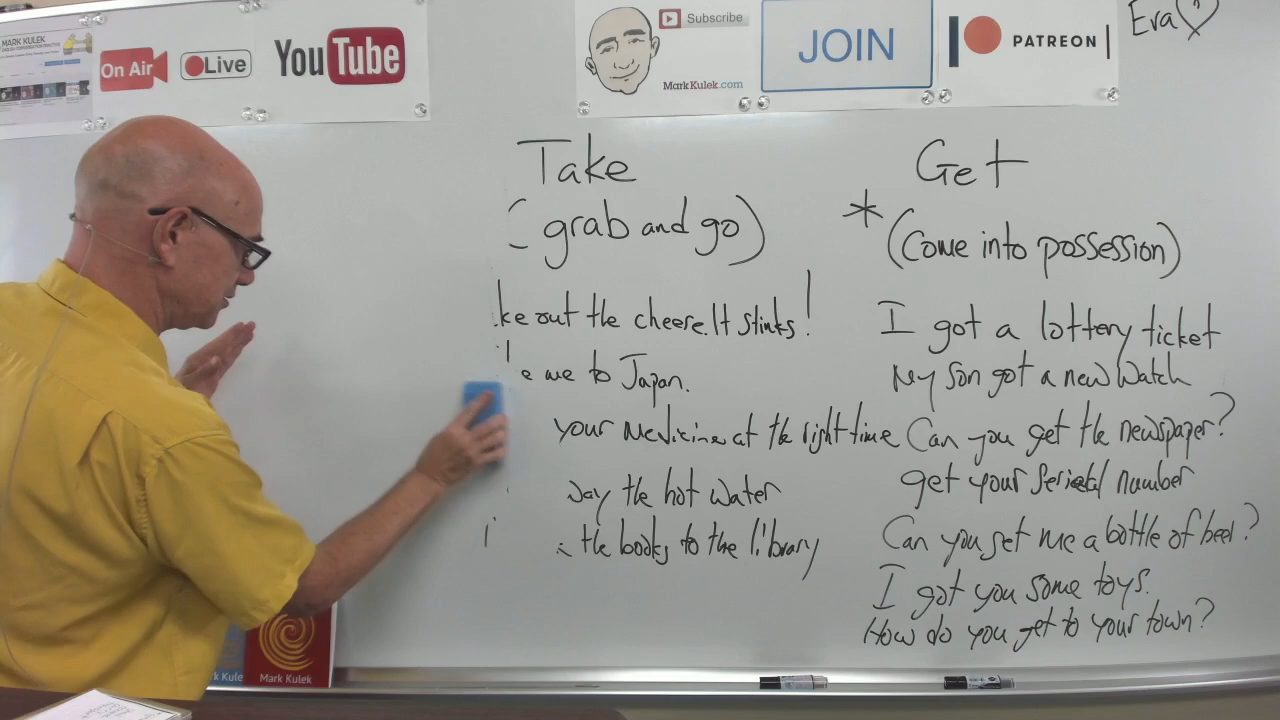 MARK KULEK
On Air
Live
YouTube
Subscribe
MarkKulek.com
JOIN
PATREON
Eva
Take
(grab and go)
ke out the cheese. It stinks!
e me to Japan.
your medicine at the right time
way the hot water
the books to the library
Get
* (Come into possession)
I got a lottery ticket
My son got a new watch
Can you get the newspaper?
get your number
Can you get me a bottle of beer?
I got you some toys.
How do you get to your town?
k Kule
Mark Kulek